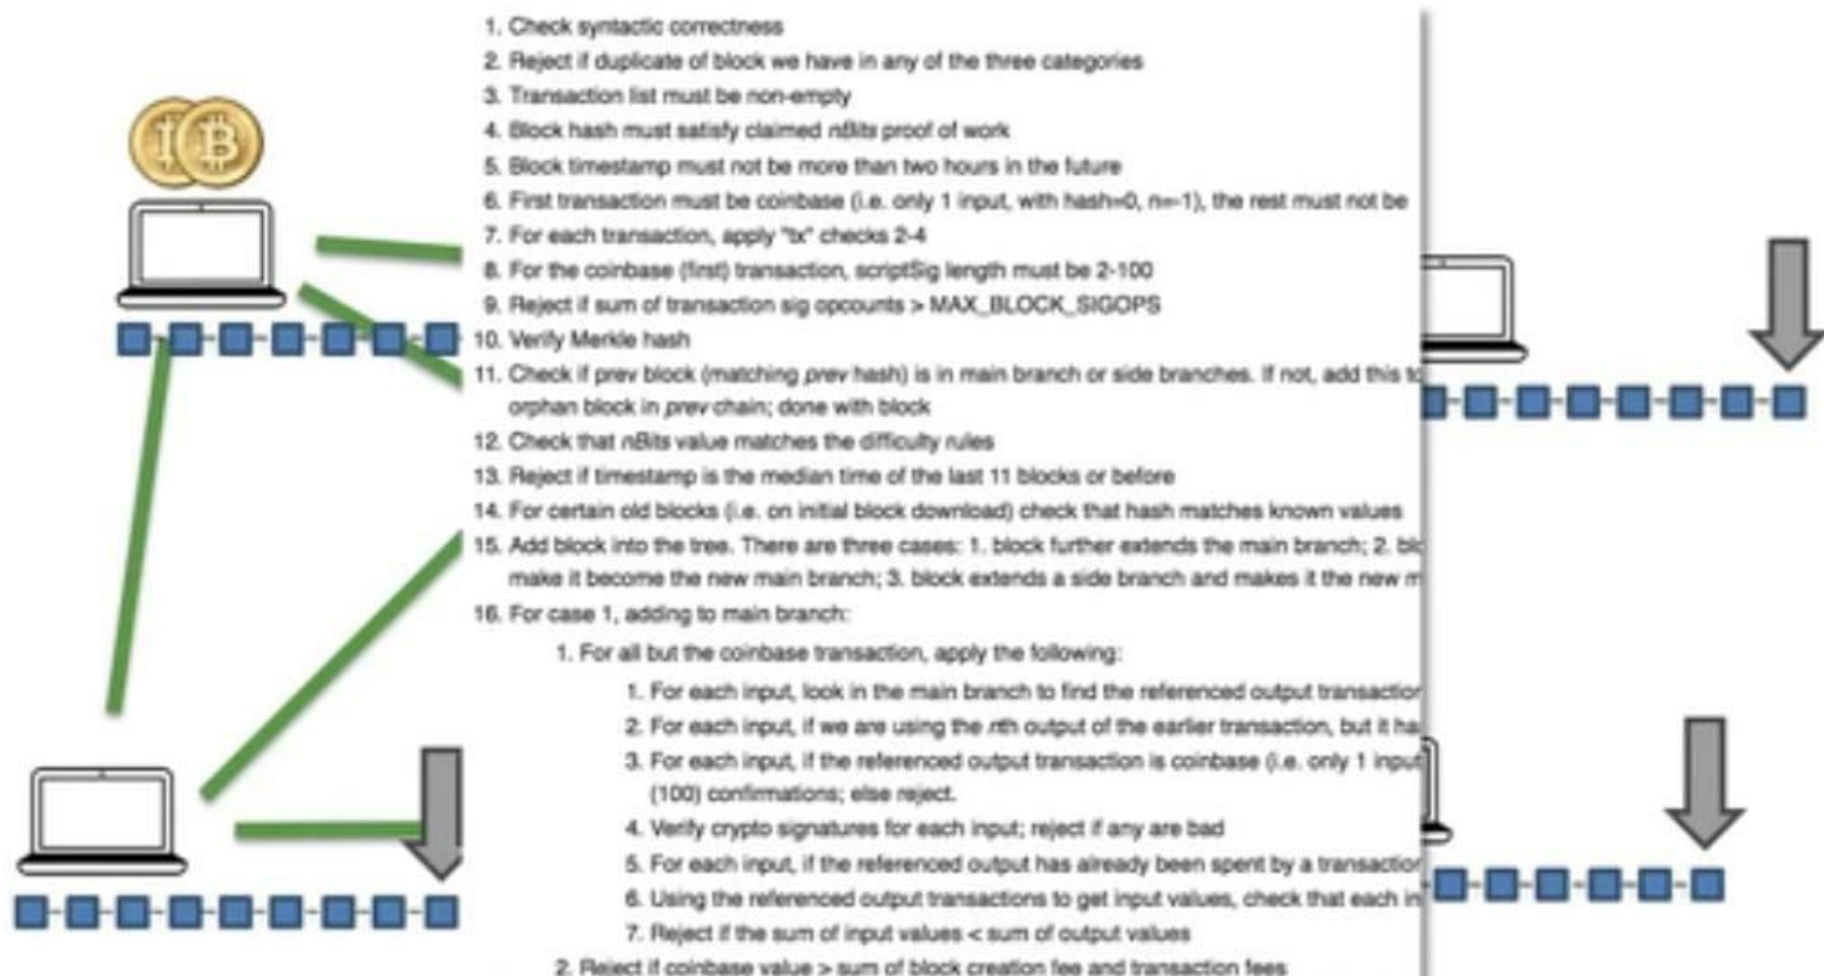 1. Check syntactic correctness
2. Reject if duplicate of block we have in any of the three categories
3. Transaction list must be non-empty
4. Block hash must satisfy claimed nBits proof of work
5. Block timestamp must not be more than two hours in the future
6. First transaction must be coinbase (i.e. only 1 input, with hash=0, n=-1), the rest must not be
7. For each transaction, apply "tx" checks 2-4
8. For the coinbase (first) transaction, scriptSig length must be 2-100
9. Reject if sum of transaction sig opcounts > MAX_BLOCK_SIGOPS
10. Verify Merkle hash
11. Check if prev block (matching prev hash) is in main branch or side branches. If not, add this to
orphan block in prev chain; done with block
12. Check that nBits value matches the difficulty rules
13. Reject if timestamp is the median time of the last 11 blocks or before
14. For certain old blocks (i.e. on initial block download) check that hash matches known values
15. Add block into the tree. There are three cases: 1. block further extends the main branch; 2. blo
make it become the new main branch; 3. block extends a side branch and makes it the new m
16. For case 1, adding to main branch:
1. For all but the coinbase transaction, apply the following:
1. For each input, look in the main branch to find the referenced output transaction
2. For each input, if we are using the nth output of the earlier transaction, but it ha
3. For each input, if the referenced output transaction is coinbase (i.e. only 1 input
(100) confirmations; else reject.
4. Verify crypto signatures for each input; reject if any are bad
5. For each input, if the referenced output has already been spent by a transaction
6. Using the referenced output transactions to get input values, check that each in
7. Reject if the sum of input values < sum of output values
2. Reject if coinbase value > sum of block creation fee and transaction fees